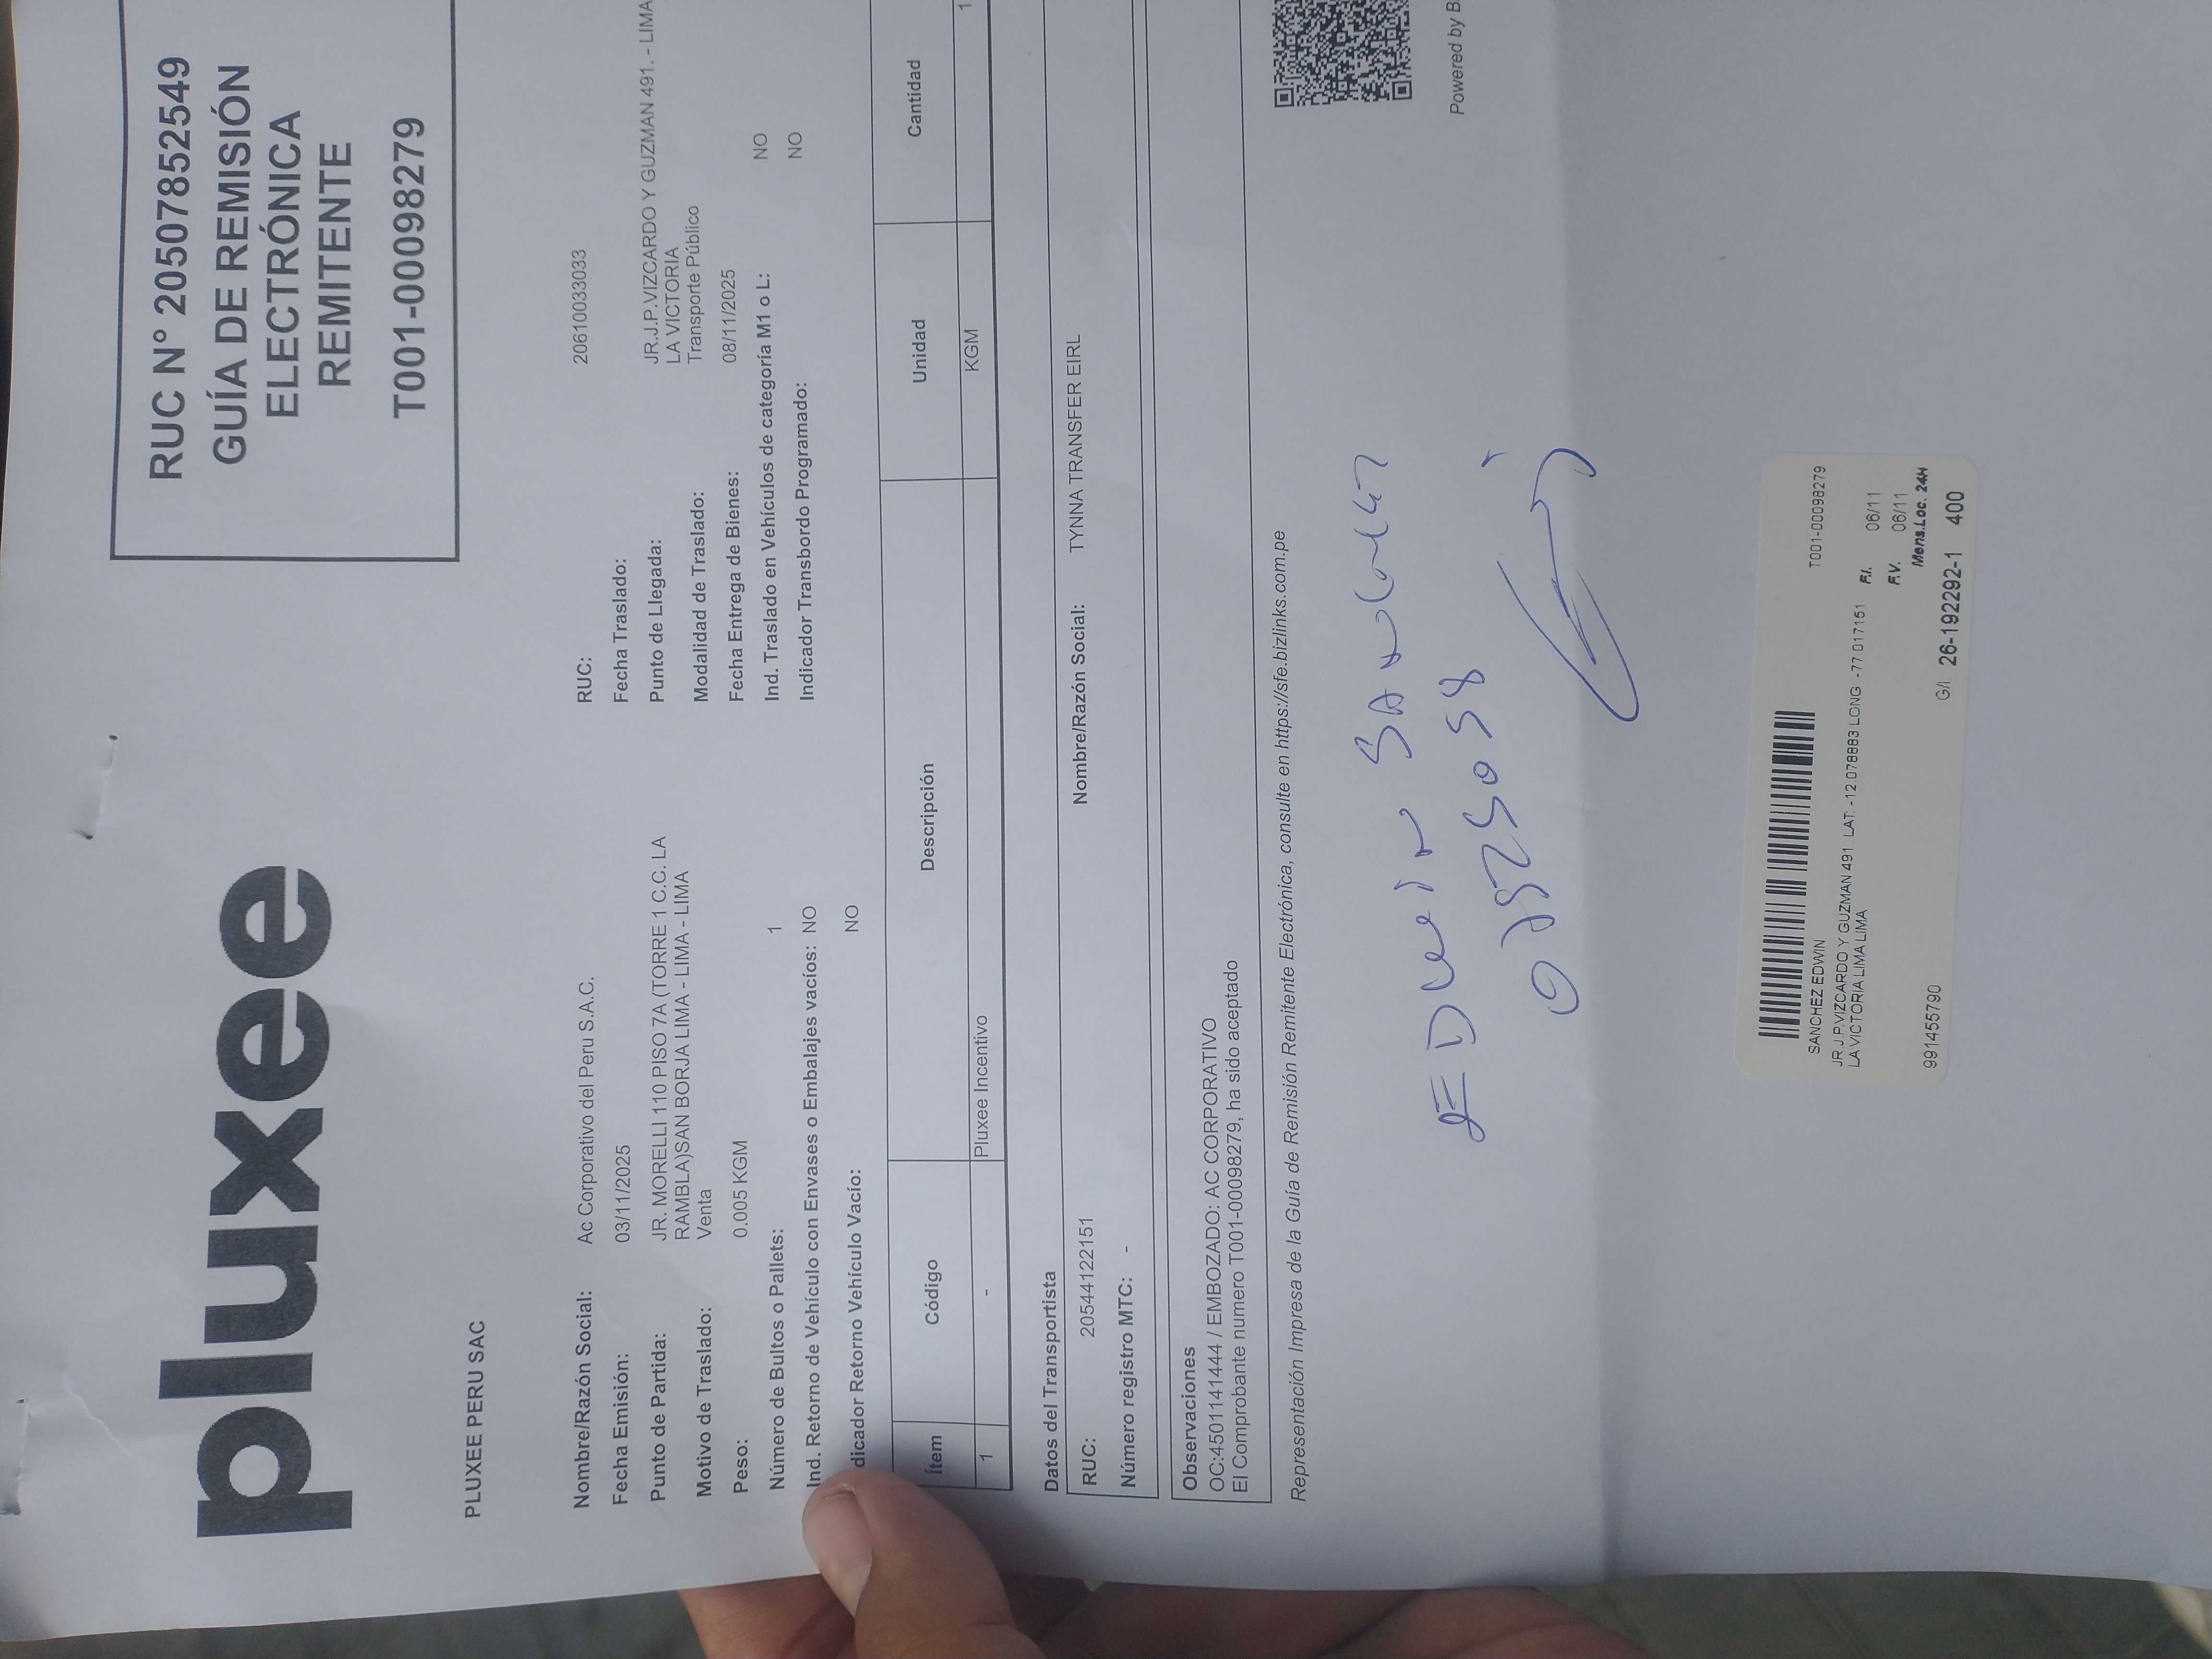 pluxee
RUC N° 20507852549
GUÍA DE REMISIÓN
ELECTRÓNICA
REMITENTE
T001-00098279
PLUXEE PERU SAC
Nombre/Razón Social: Ac Corporativo del Peru S.A.C.
Fecha Emisión: 03/11/2025
Punto de Partida: JR. MORELLI 110 PISO 7A (TORRE 1 C.C. LA
RAMBLA)SAN BORJA LIMA - LIMA - LIMA
Motivo de Traslado: Venta
Peso: 0.005 KGM
Número de Bultos o Pallets: 1
Ind. Retorno de Vehículo con Envases o Embalajes vacíos: NO
dicador Retorno Vehículo Vacío: NO
RUC: 20610033033
Fecha Traslado:
Punto de Llegada: JR.J.P.VIZCARDO Y GUZMAN 491. - LIMA
LA VICTORIA
Modalidad de Traslado: Transporte Público
Fecha Entrega de Bienes: 08/11/2025
Ind. Traslado en Vehículos de categoría M1 o L: NO
Indicador Transbordo Programado: NO
Ítem Código Descripción Unidad Cantidad
1 - Pluxee Incentivo KGM 1
Datos del Transportista
RUC: 20544122151 Nombre/Razón Social: TYNNA TRANSFER EIRL
Número registro MTC: -
Observaciones
OC:4501141444 / EMBOZADO: AC CORPORATIVO
El Comprobante numero T001-00098279, ha sido aceptado
Representación Impresa de la Guía de Remisión Remitente Electrónica, consulte en https://sfe.bizlinks.com.pe
Powered by B
EDWIN
SANCHEZ EDWIN T001-00098279
JR.J.P.VIZCARDO Y GUZMAN 491. LAT. -12.078883 LONG -77.017151
LA VICTORIA LIMA LIMA
F.I. 06/11
F.V. 06/11
Mens.Loc. 24H
991455790 G/I 26-192292-1 400